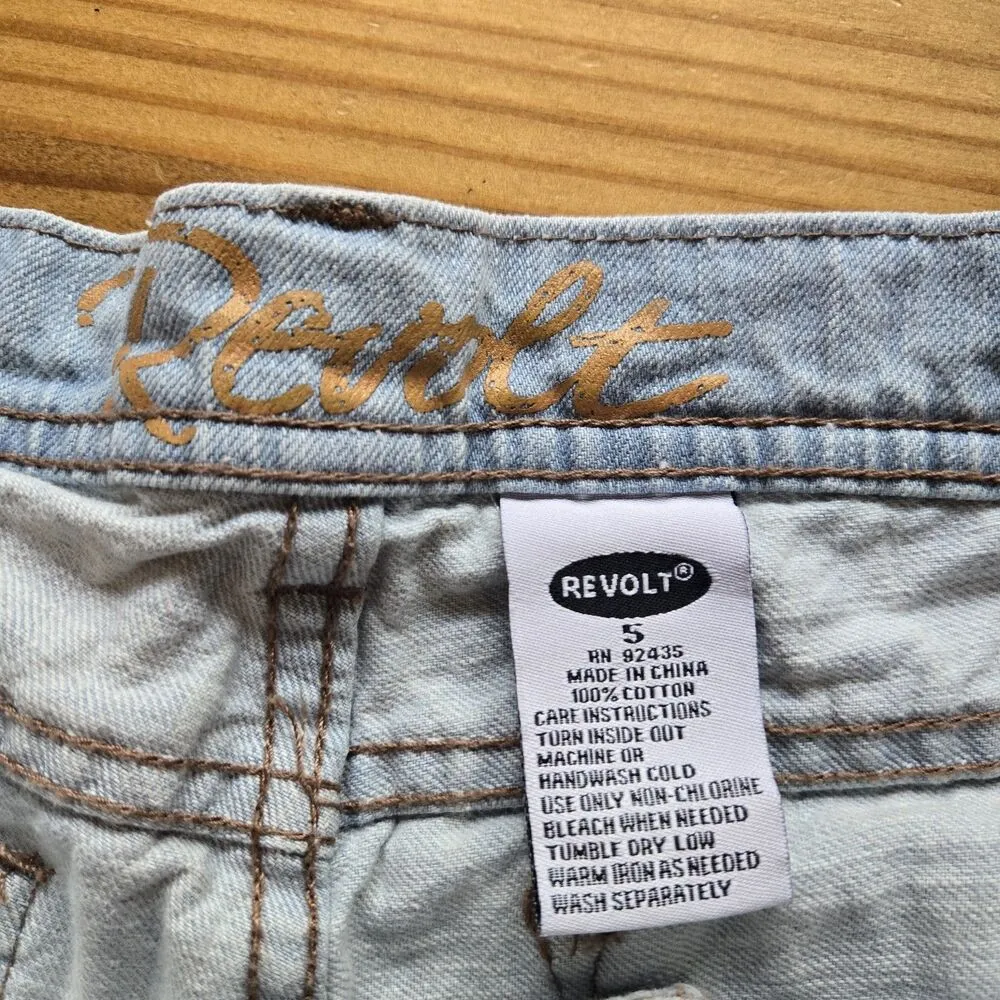 Revolt
REVOLT®
5
RN 92435
MADE IN CHINA
100% COTTON
CARE INSTRUCTIONS
TURN INSIDE OUT
MACHINE OR
HANDWASH COLD
USE ONLY NON-CHLORINE
BLEACH WHEN NEEDED
TUMBLE DRY LOW
WARM IRON AS NEEDED
WASH SEPARATELY